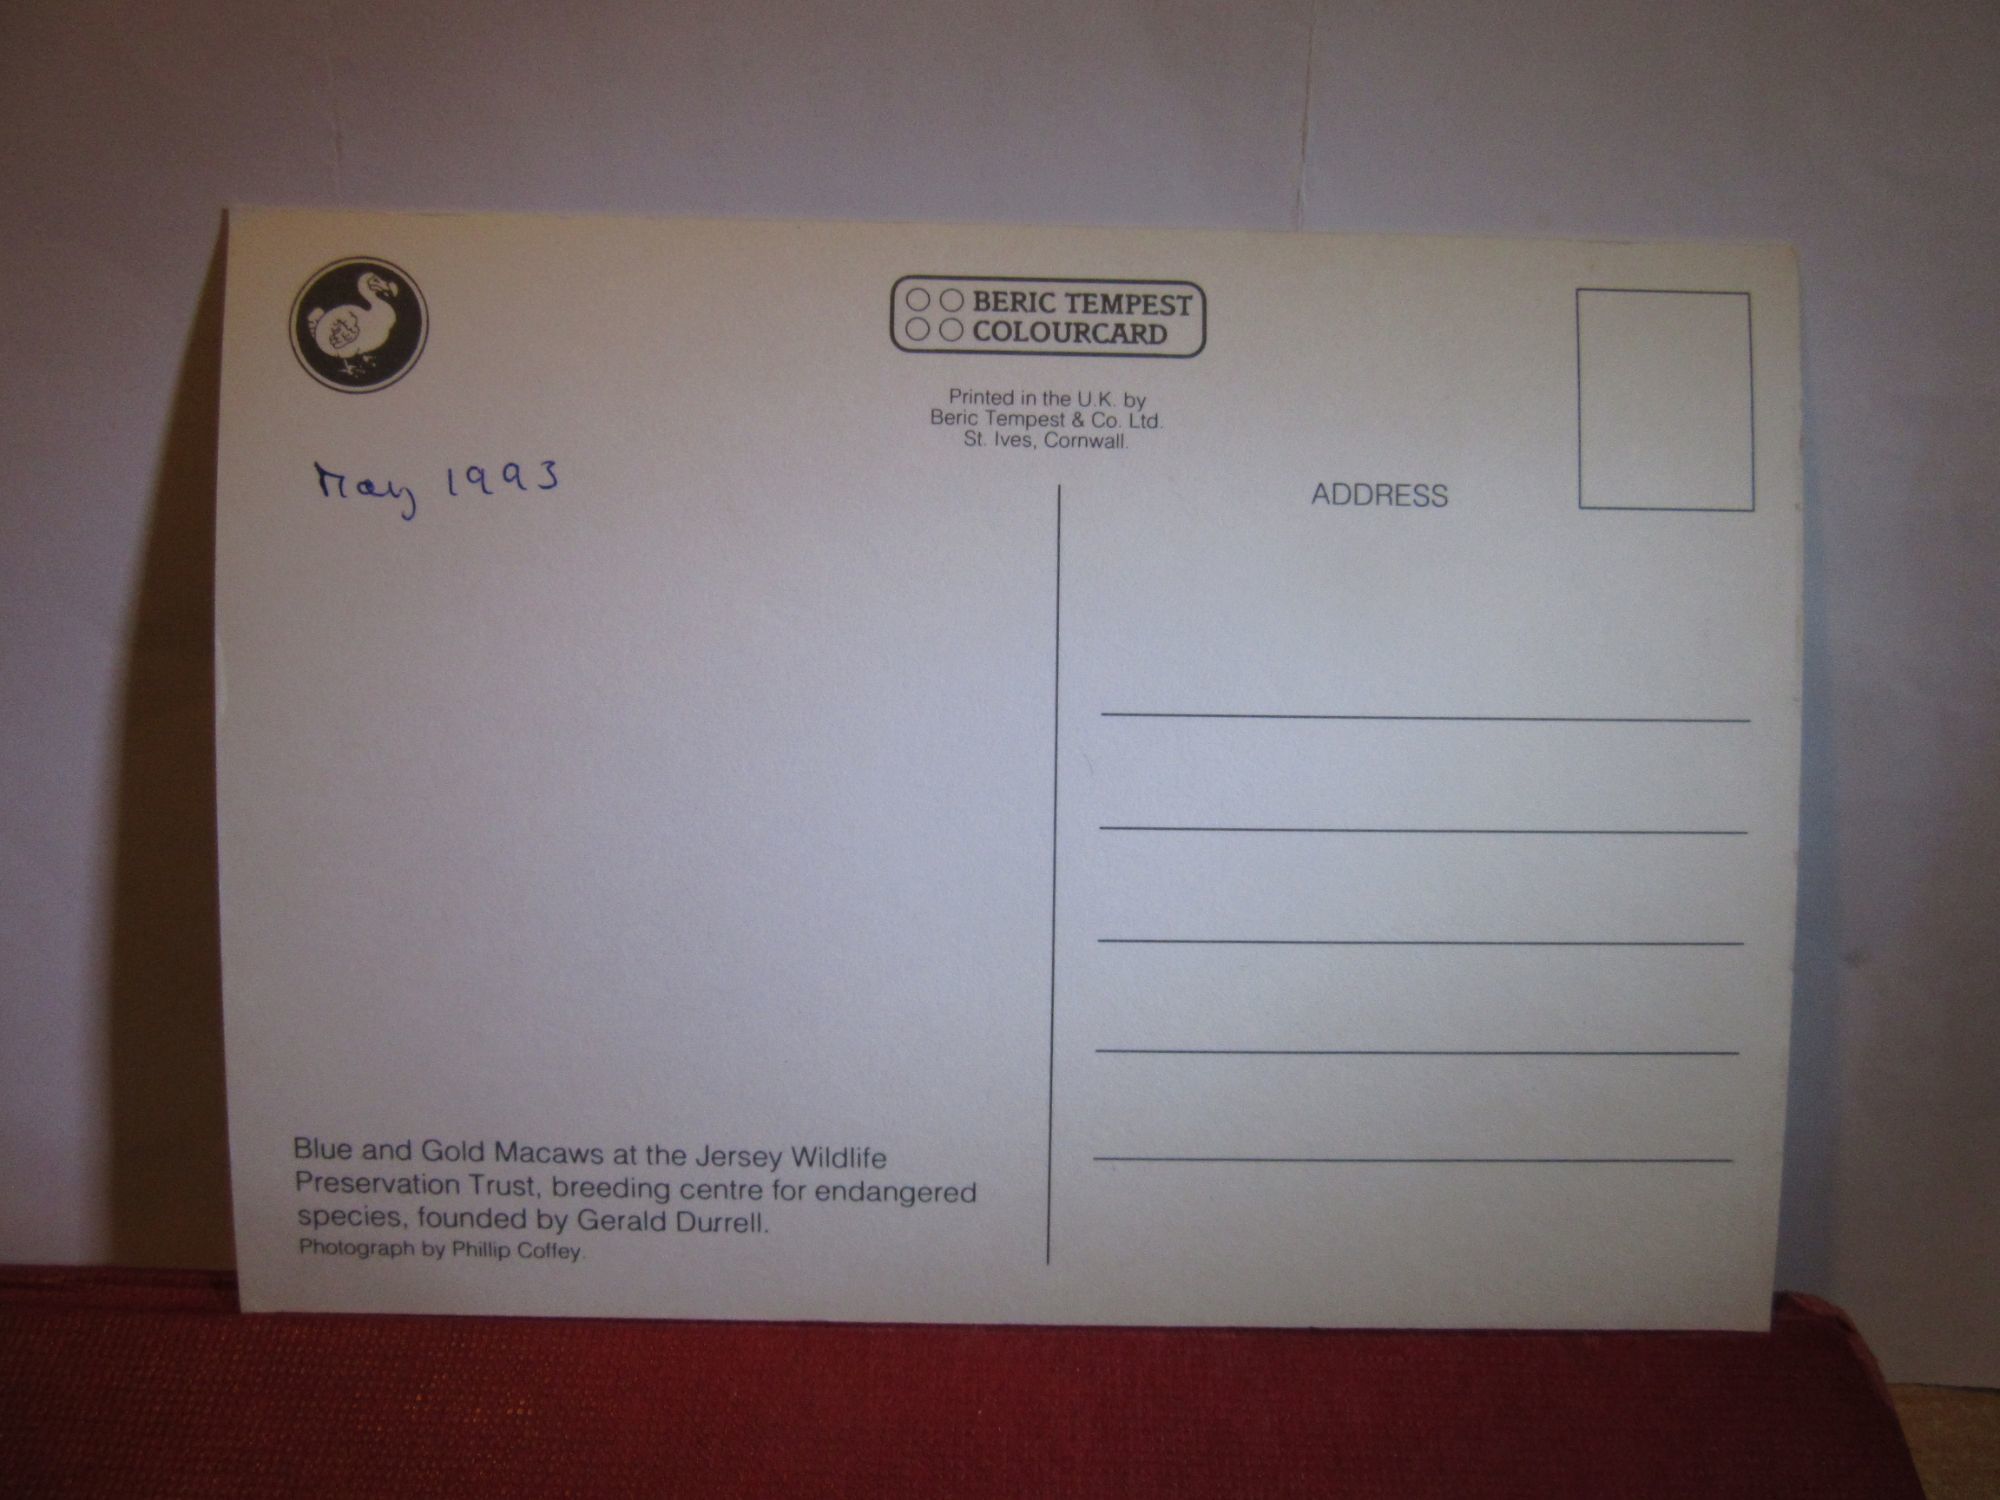 BERIC TEMPEST
COLOURCARD
Printed in the U.K. by
Beric Tempest & Co. Ltd.
St. Ives, Cornwall.
May 1993
ADDRESS
Blue and Gold Macaws at the Jersey Wildlife
Preservation Trust, breeding centre for endangered
species, founded by Gerald Durrell.
Photograph by Phillip Coffey.